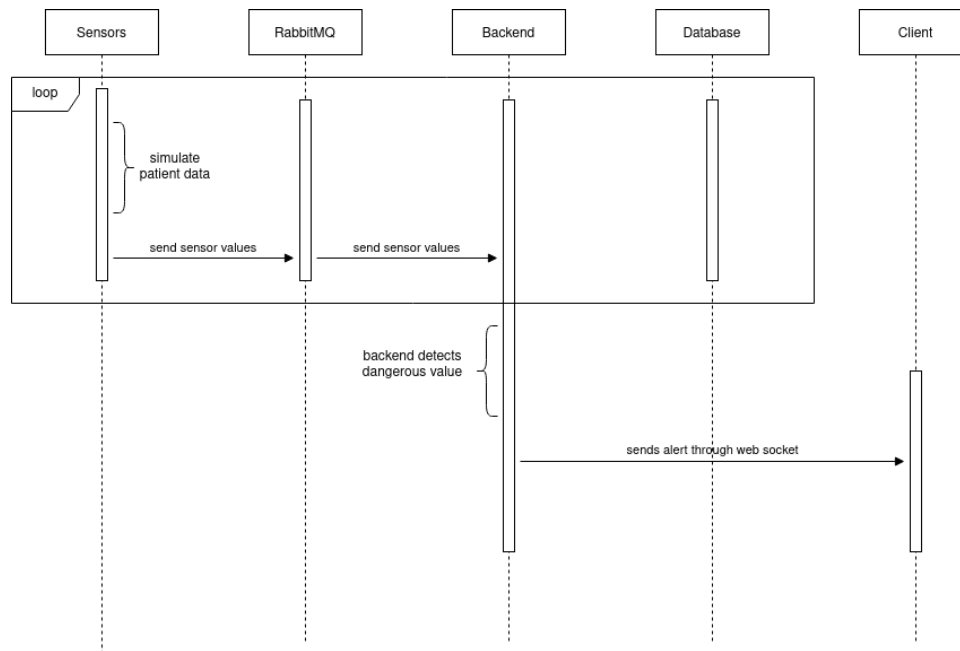 Sensors
RabbitMQ
Backend
Database
Client
loop
simulate
patient data
send sensor values
send sensor values
backend detects
dangerous value
sends alert through web socket